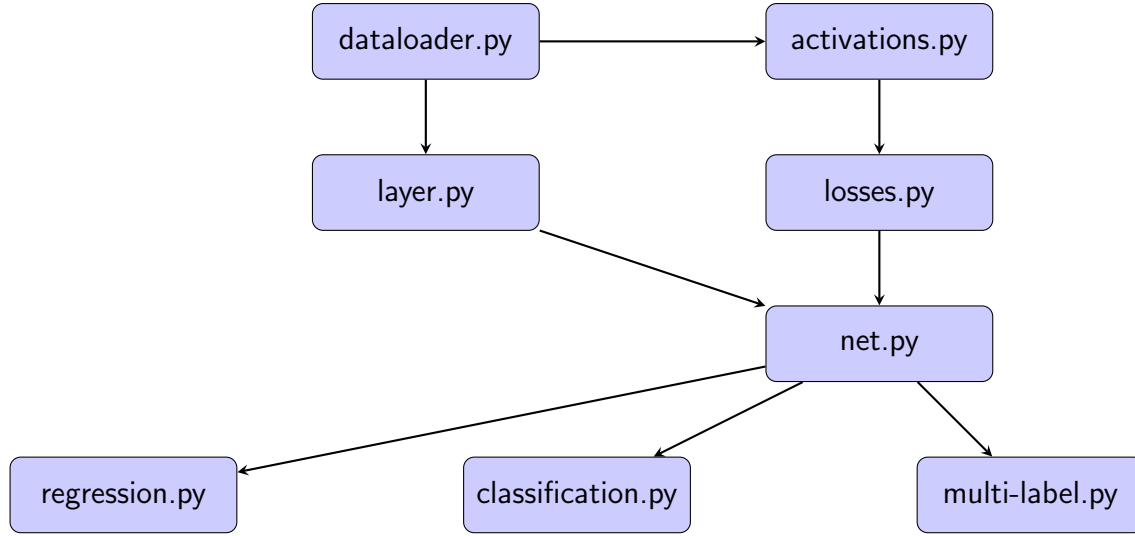 dataloader.py
activations.py
layer.py
losses.py
net.py
regression.py
classification.py
multi-label.py